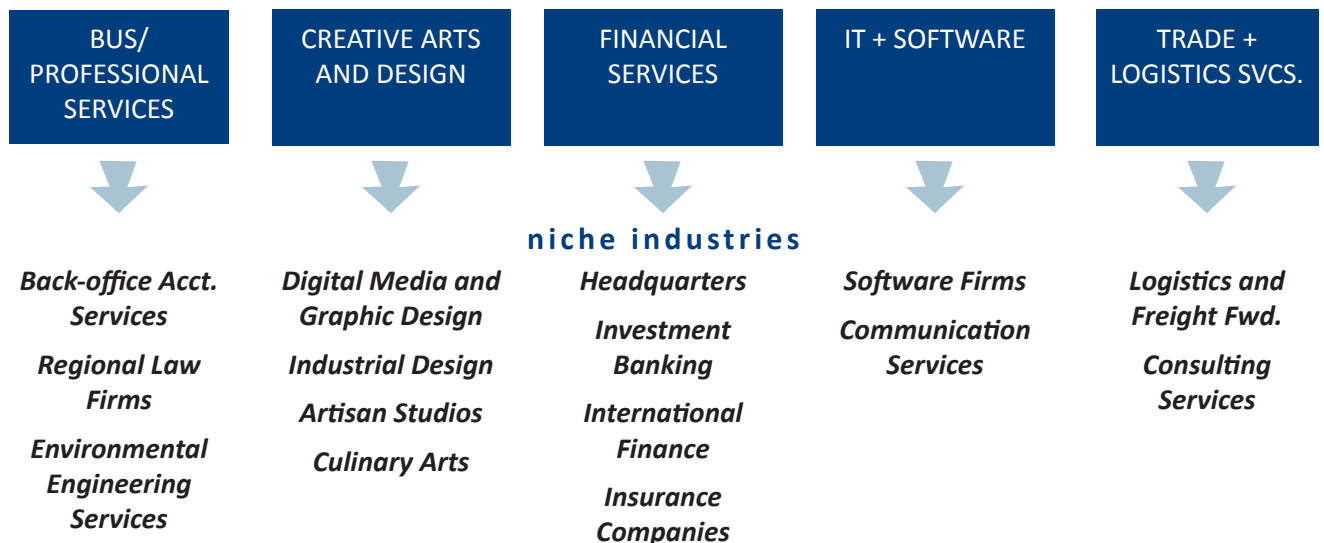 BUS/
PROFESSIONAL
SERVICES
CREATIVE ARTS
AND DESIGN
FINANCIAL
SERVICES
IT + SOFTWARE
TRADE +
LOGISTICS SVCS.
niche industries
Back-office Acct.
Services
Regional Law
Firms
Environmental
Engineering
Services
Digital Media and
Graphic Design
Industrial Design
Artisan Studios
Culinary Arts
Headquarters
Investment
Banking
International
Finance
Insurance
Companies
Software Firms
Communication
Services
Logistics and
Freight Fwd.
Consulting
Services